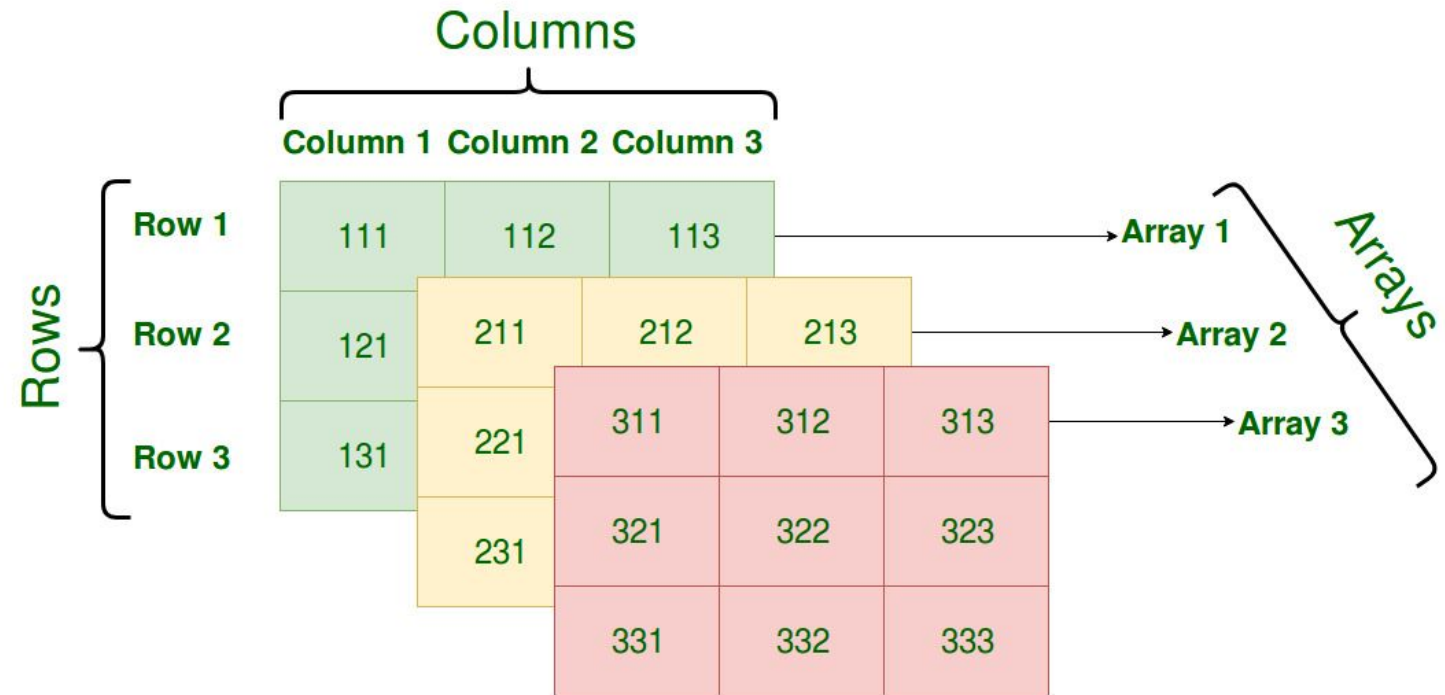 Columns
Column 1 Column 2 Column 3
Rows
Row 1 111 112 113 Array 1
Arrays
Row 2 121 211 212 213 Array 2
Row 3 131 221 311 312 313 Array 3
231 321 322 323
331 332 333